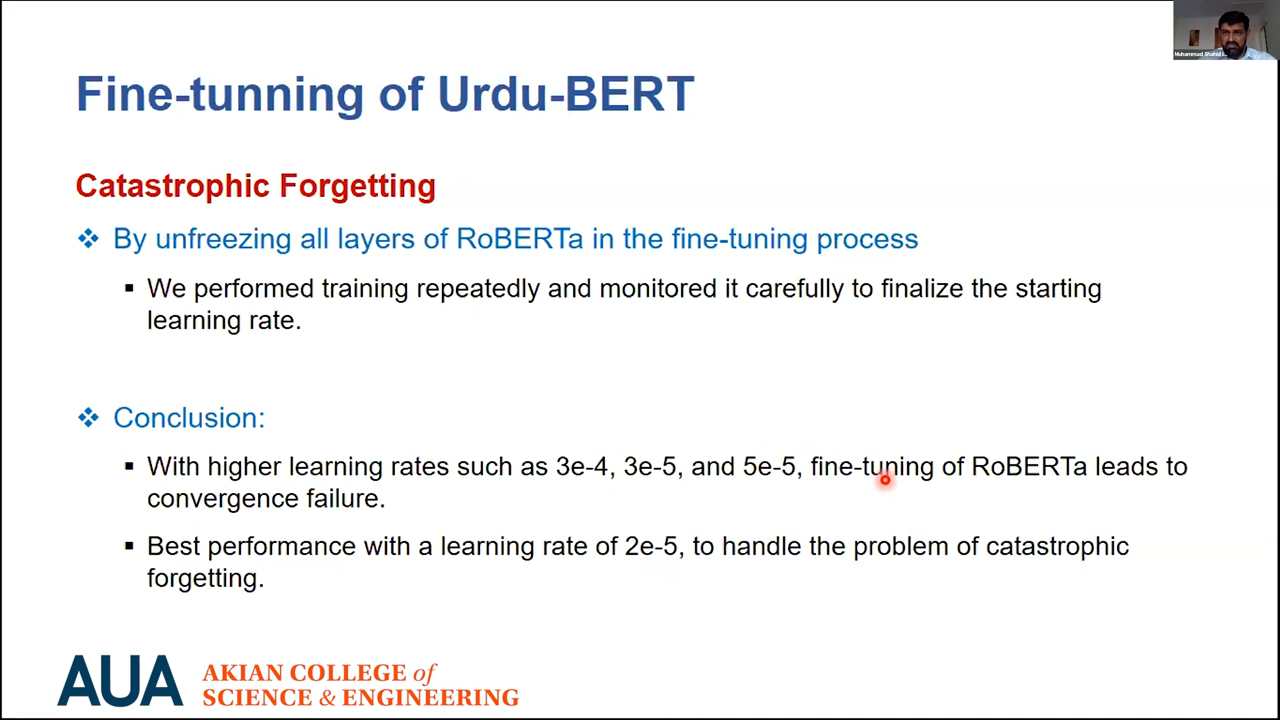 Fine-tunning of Urdu-BERT
Catastrophic Forgetting
By unfreezing all layers of RoBERTa in the fine-tuning process
We performed training repeatedly and monitored it carefully to finalize the starting
learning rate.
Conclusion:
With higher learning rates such as 3e-4, 3e-5, and 5e-5, fine-tuning of RoBERTa leads to
convergence failure.
Best performance with a learning rate of 2e-5, to handle the problem of catastrophic
forgetting.
AUA
AKIAN COLLEGE of
SCIENCE & ENGINEERING
Muhammad Shahid